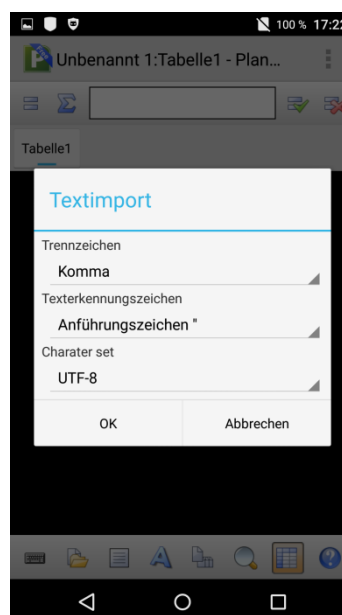 100 % 17:22
Unbenannt 1:Tabelle1 - Plan...
Tabelle1
Textimport
Trennzeichen
Komma
Texterkennungszeichen
Anführungszeichen "
Charater set
UTF-8
OK Abbrechen